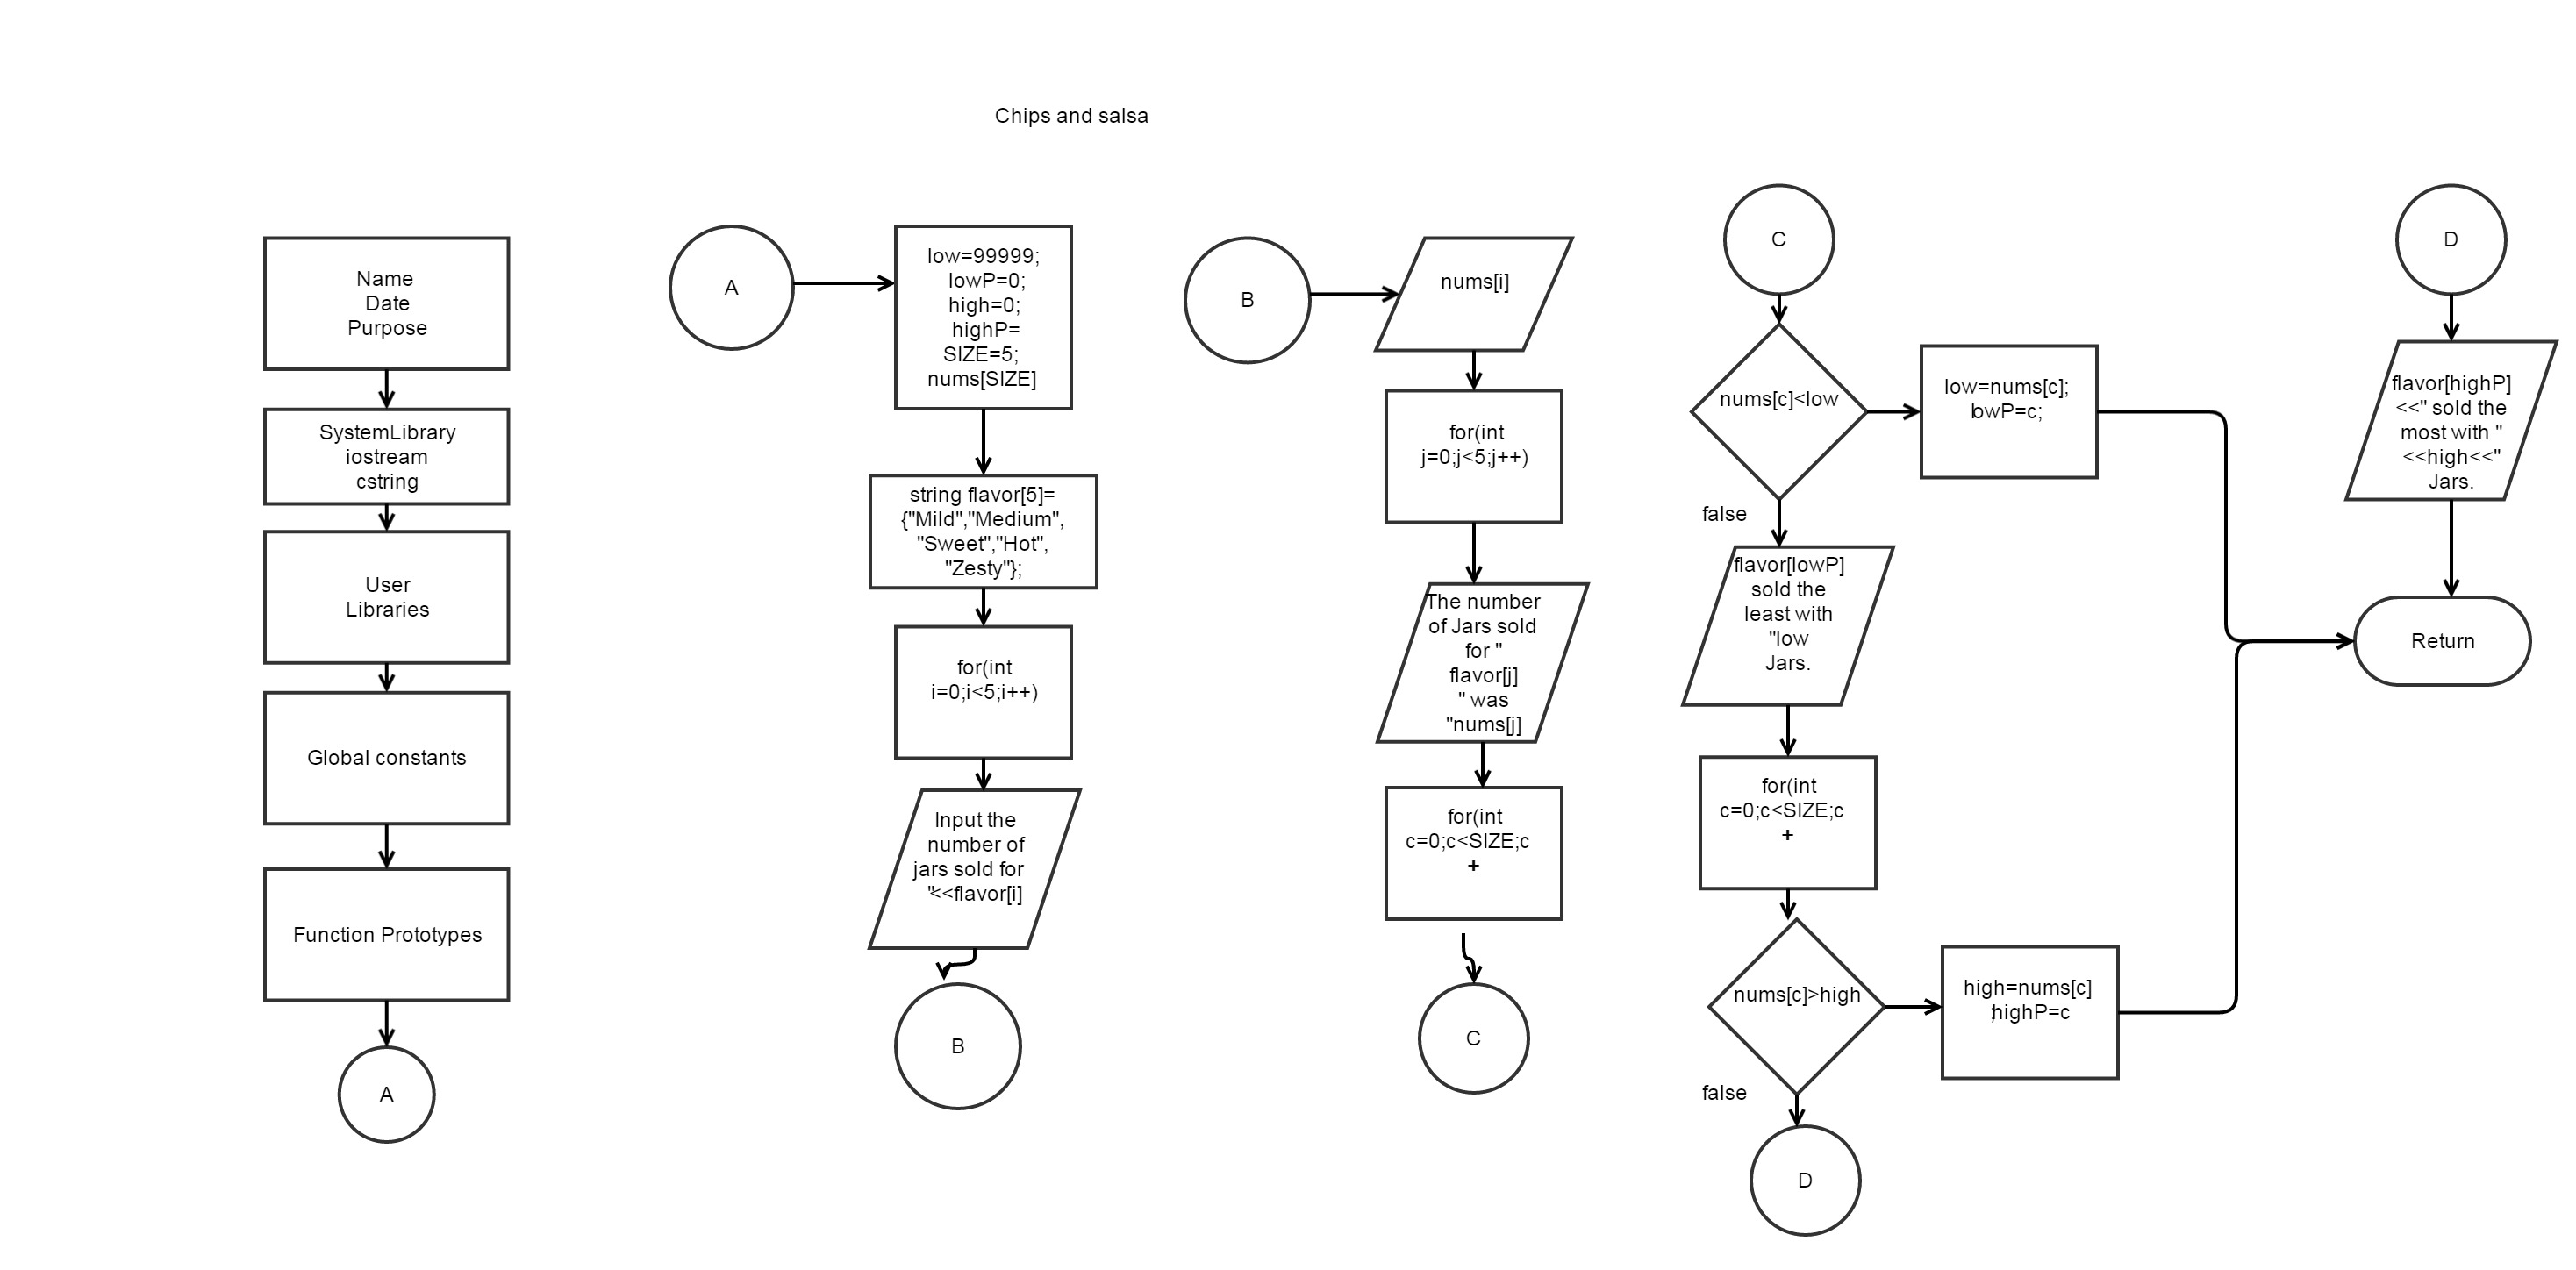 Chips and salsa
Name
Date
Purpose
SystemLibrary
iostream
cstring
User
Libraries
Global constants
Function Prototypes
A
A
low=99999;
lowP=0;
high=0;
highP=
SIZE=5;
nums[SIZE]
string flavor[5]=
{"Mild","Medium",
"Sweet","Hot",
"Zesty"};
for(int
i=0;i<5;i++)
Input the
number of
jars sold for
"<<flavor[i]
B
B
nums[i]
for(int
j=0;j<5;j++)
The number
of Jars sold
for "
flavor[j]
" was
"nums[j]
for(int
c=0;c<SIZE;c
+
C
C
nums[c]<low
low=nums[c];
lowP=c;
false
flavor[lowP]
sold the
least with
"low
Jars.
for(int
c=0;c<SIZE;c
+
nums[c]>high
high=nums[c]
;highP=c
false
D
D
flavor[highP]
<<" sold the
most with "
<<high<<"
Jars.
Return